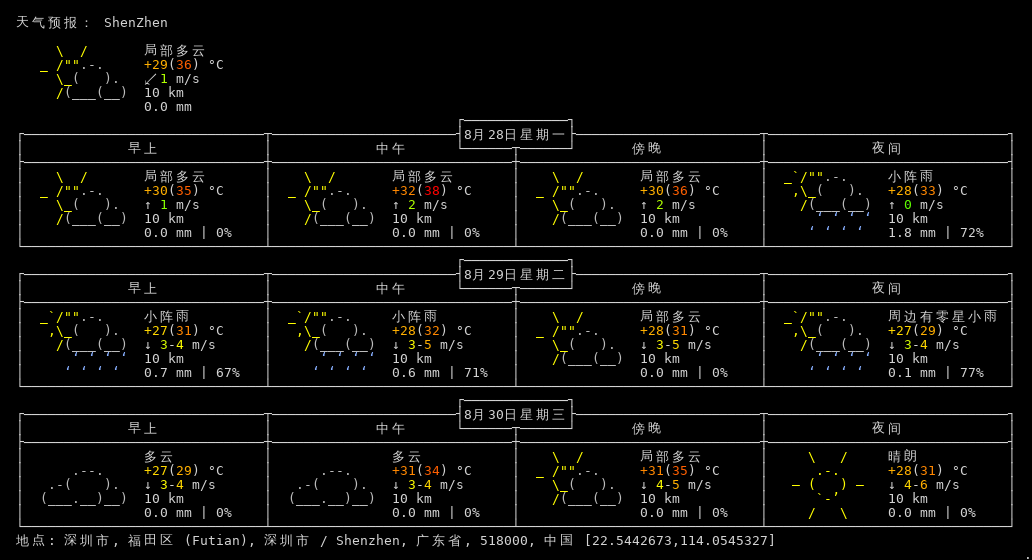 天气预报： ShenZhen
局部多云
+29(36) °C
↙ 1 m/s
10 km
0.0 mm
8月28日星期一
早上 中午 傍晚 夜间
局部多云 局部多云 局部多云 小阵雨
+30(35) °C +32(38) °C +30(36) °C +28(33) °C
↑ 1 m/s ↑ 2 m/s ↑ 2 m/s ↑ 0 m/s
10 km 10 km 10 km 10 km
0.0 mm | 0% 0.0 mm | 0% 0.0 mm | 0% 1.8 mm | 72%
8月29日星期二
早上 中午 傍晚 夜间
小阵雨 小阵雨 局部多云 周边有零星小雨
+27(31) °C +28(32) °C +28(31) °C +27(29) °C
↓ 3-4 m/s ↓ 3-5 m/s ↓ 3-5 m/s ↓ 3-4 m/s
10 km 10 km 10 km 10 km
0.7 mm | 67% 0.6 mm | 71% 0.0 mm | 0% 0.1 mm | 77%
8月30日星期三
早上 中午 傍晚 夜间
多云 多云 局部多云 晴朗
+27(29) °C +31(34) °C +31(35) °C +28(31) °C
↓ 3-4 m/s ↓ 3-4 m/s ↓ 4-5 m/s ↓ 4-6 m/s
10 km 10 km 10 km 10 km
0.0 mm | 0% 0.0 mm | 0% 0.0 mm | 0% 0.0 mm | 0%
地点: 深圳市, 福田区 (Futian), 深圳市 / Shenzhen, 广东省, 518000, 中国 [22.5442673,114.0545327]